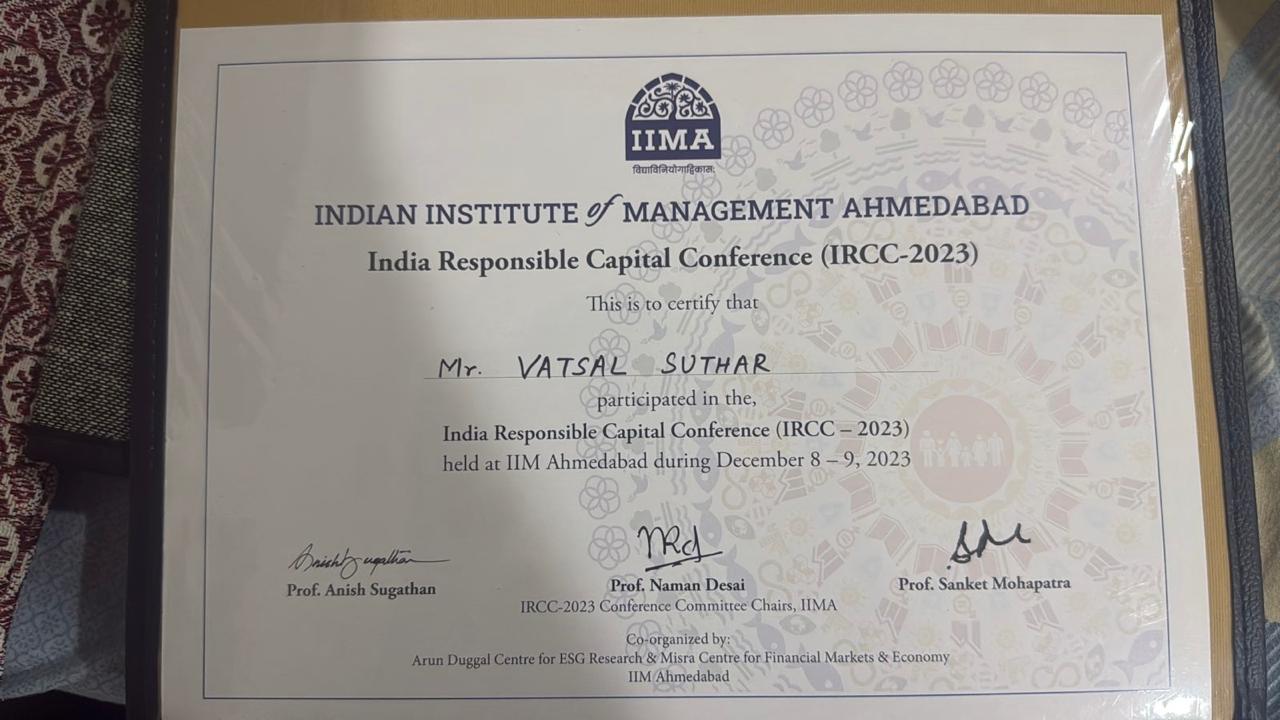 IIMA
विद्याविनियोगाद्विकासः
INDIAN INSTITUTE of MANAGEMENT AHMEDABAD
India Responsible Capital Conference (IRCC-2023)
This is to certify that
Mr. VATSAL SUTHAR
participated in the,
India Responsible Capital Conference (IRCC – 2023)
held at IIM Ahmedabad during December 8 – 9, 2023
Anish Sugathan
Prof. Anish Sugathan
Prof. Naman Desai
Prof. Sanket Mohapatra
IRCC-2023 Conference Committee Chairs, IIMA
Co-organized by:
Arun Duggal Centre for ESG Research & Misra Centre for Financial Markets & Economy
IIM Ahmedabad